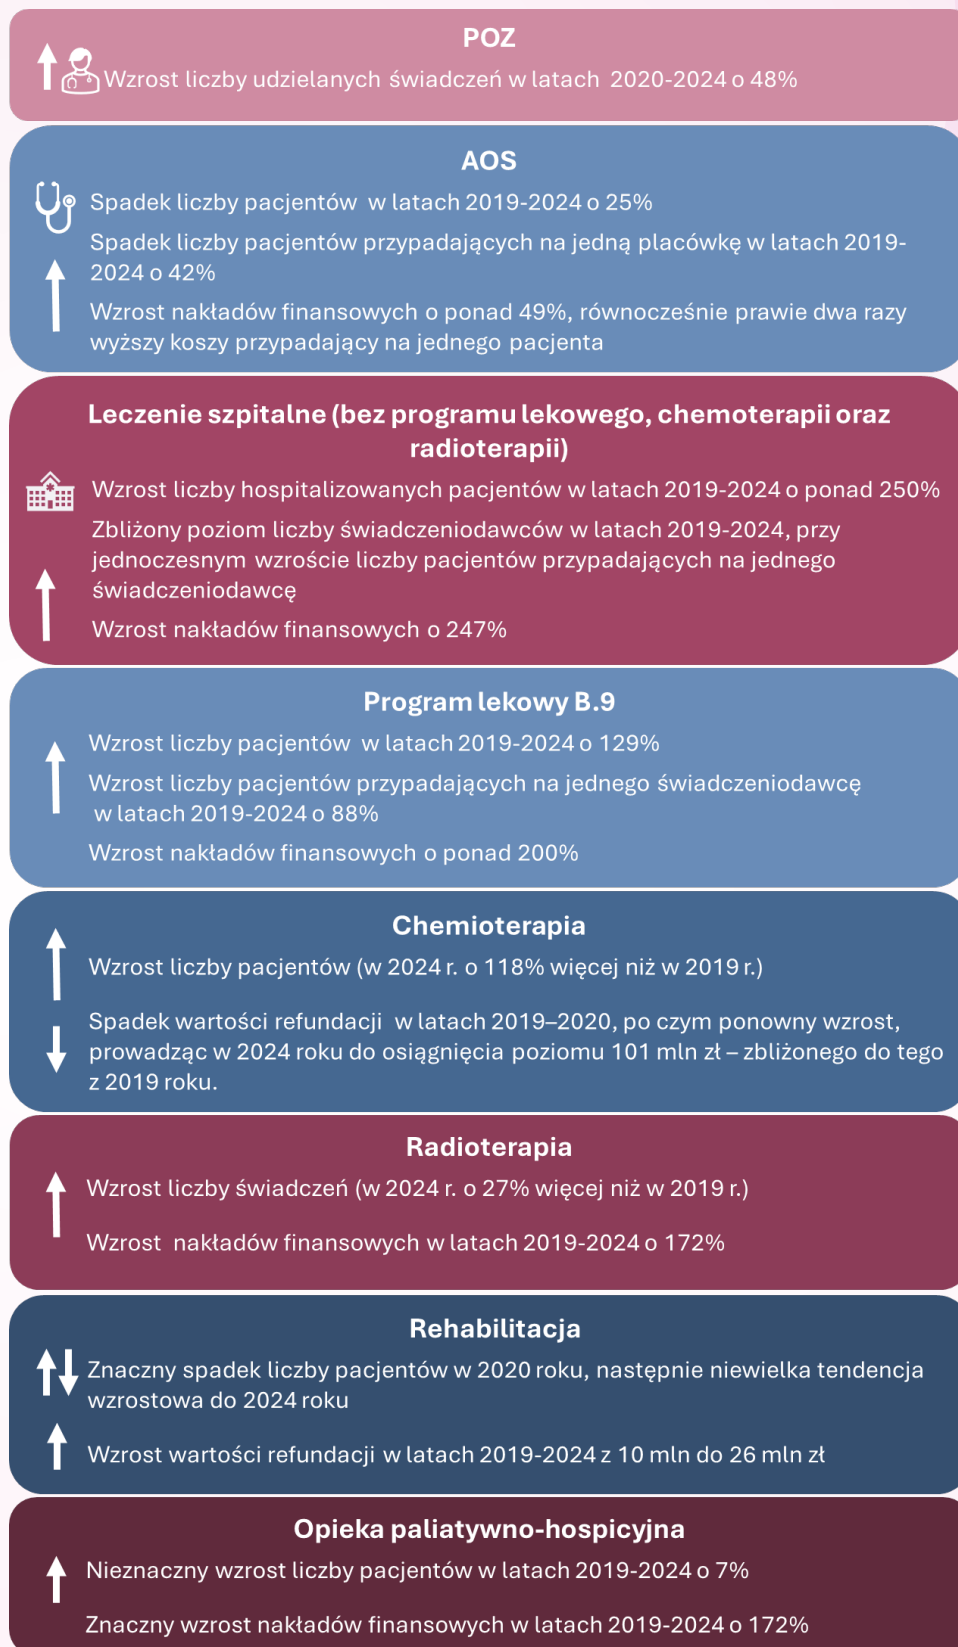 POZ
Wzrost liczby udzielanych świadczeń w latach 2020-2024 o 48%
AOS
Spadek liczby pacjentów w latach 2019-2024 o 25%
Spadek liczby pacjentów przypadających na jedną placówkę w latach 2019-
2024 o 42%
Wzrost nakładów finansowych o ponad 49%, równocześnie prawie dwa razy
wyższy koszy przypadający na jednego pacjenta
Leczenie szpitalne (bez programu lekowego, chemoterapii oraz
radioterapii)
Wzrost liczby hospitalizowanych pacjentów w latach 2019-2024 o ponad 250%
Zbliżony poziom liczby świadczeniodawców w latach 2019-2024, przy
jednoczesnym wzroście liczby pacjentów przypadających na jednego
świadczeniodawcę
Wzrost nakładów finansowych o 247%
Program lekowy B.9
Wzrost liczby pacjentów w latach 2019-2024 o 129%
Wzrost liczby pacjentów przypadających na jednego świadczeniodawcę
w latach 2019-2024 o 88%
Wzrost nakładów finansowych o ponad 200%
Chemioterapia
Wzrost liczby pacjentów (w 2024 r. o 118% więcej niż w 2019 r.)
Spadek wartości refundacji w latach 2019–2020, po czym ponowny wzrost,
prowadząc w 2024 roku do osiągnięcia poziomu 101 mln zł – zbliżonego do tego
z 2019 roku.
Radioterapia
Wzrost liczby świadczeń (w 2024 r. o 27% więcej niż w 2019 r.)
Wzrost nakładów finansowych w latach 2019-2024 o 172%
Rehabilitacja
Znaczny spadek liczby pacjentów w 2020 roku, następnie niewielka tendencja
wzrostowa do 2024 roku
Wzrost wartości refundacji w latach 2019-2024 z 10 mln do 26 mln zł
Opieka paliatywno-hospicyjna
Nieznaczny wzrost liczby pacjentów w latach 2019-2024 o 7%
Znaczny wzrost nakładów finansowych w latach 2019-2024 o 172%